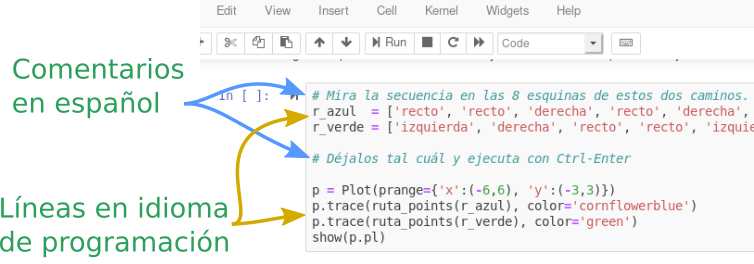 Edit View Insert Cell Kernel Widgets Help
Run Code
Comentarios
en español
In [ ]:
# Mira la secuencia en las 8 esquinas de estos dos caminos.
r_azul  = ['recto', 'recto', 'derecha', 'recto', 'derecha',
r_verde = ['izquierda', 'derecha', 'recto', 'recto', 'izquie
# Déjalos tal cuál y ejecuta con Ctrl-Enter
Líneas en idioma
de programación
p = Plot(prange={'x':(-6,6), 'y':(-3,3)})
p.trace(ruta_points(r_azul), color='cornflowerblue')
p.trace(ruta_points(r_verde), color='green')
show(p.pl)